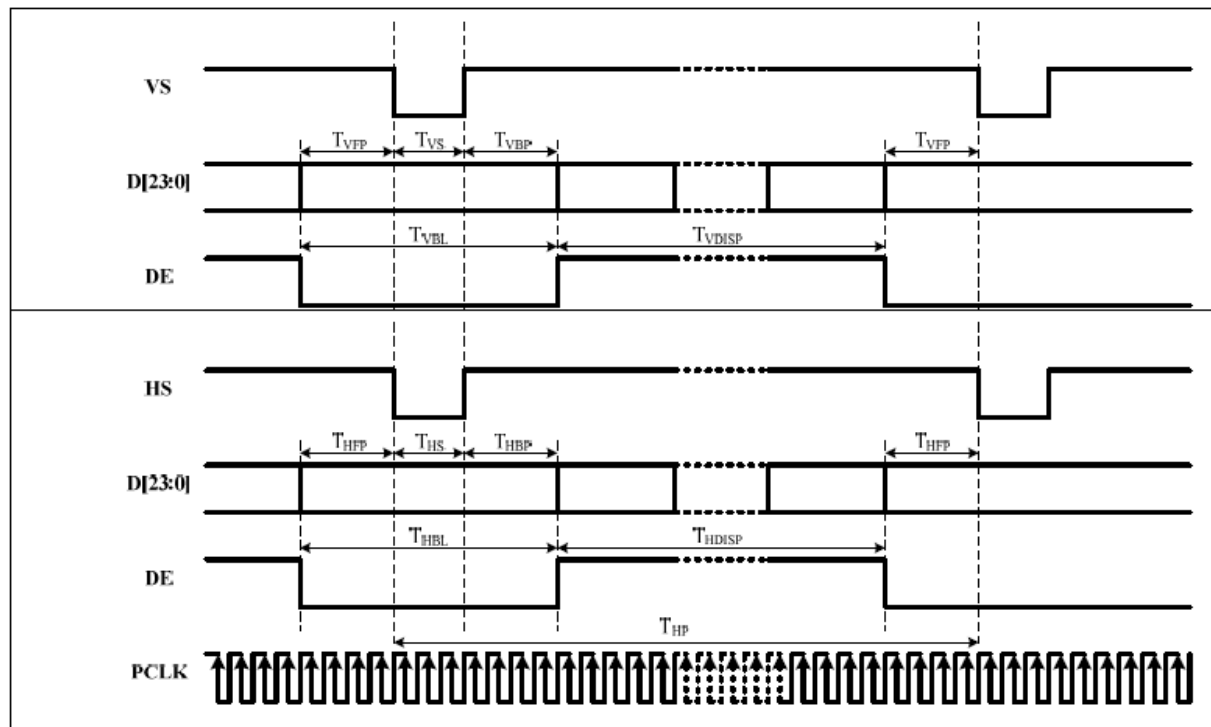 VS
TVFP TVS TVBP TVFP
D[23:0]
TVBL TVDISP
DE
HS
THFP THS THBP THFP
D[23:0]
THBL THDISP
DE
THP
PCLK